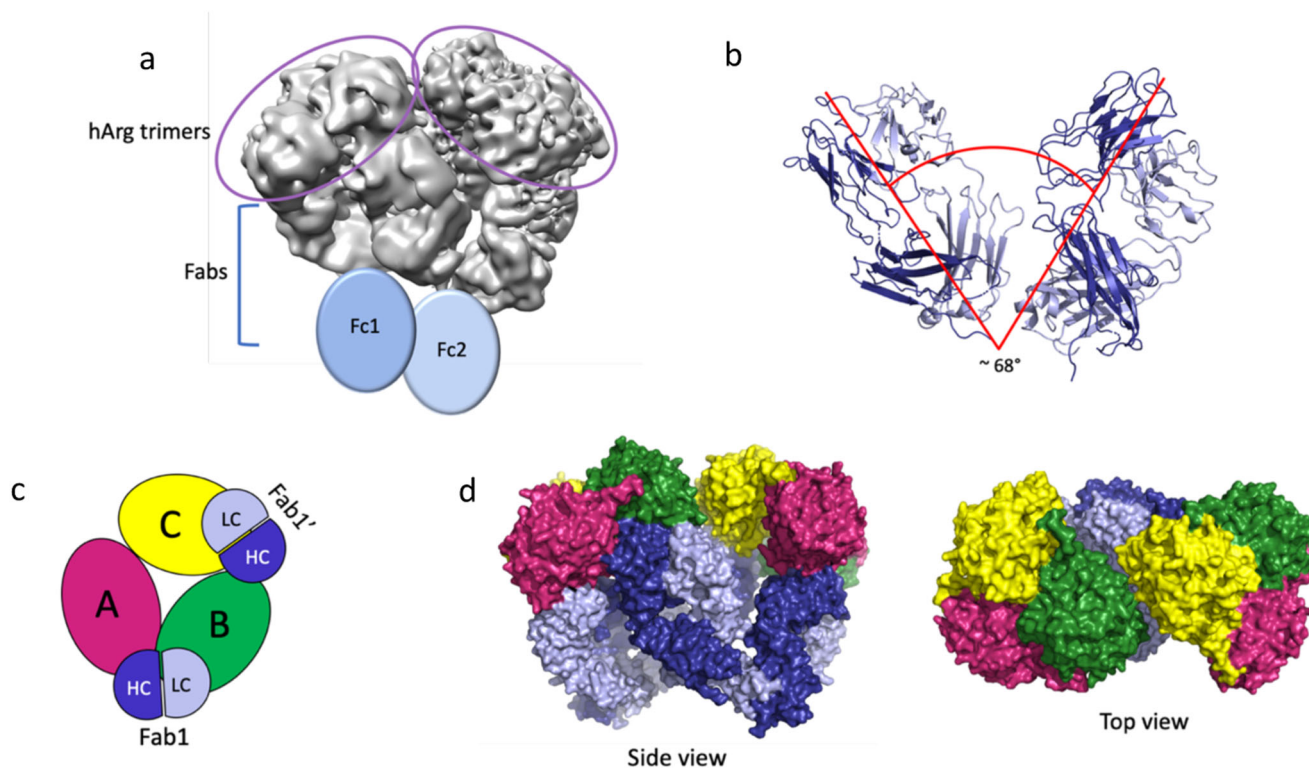 a
hArg trimers
Fabs
Fc1
Fc2
b
~ 68°
c
C
LC
HC
Fab1′
A
B
HC
LC
Fab1
d
Side view
Top view